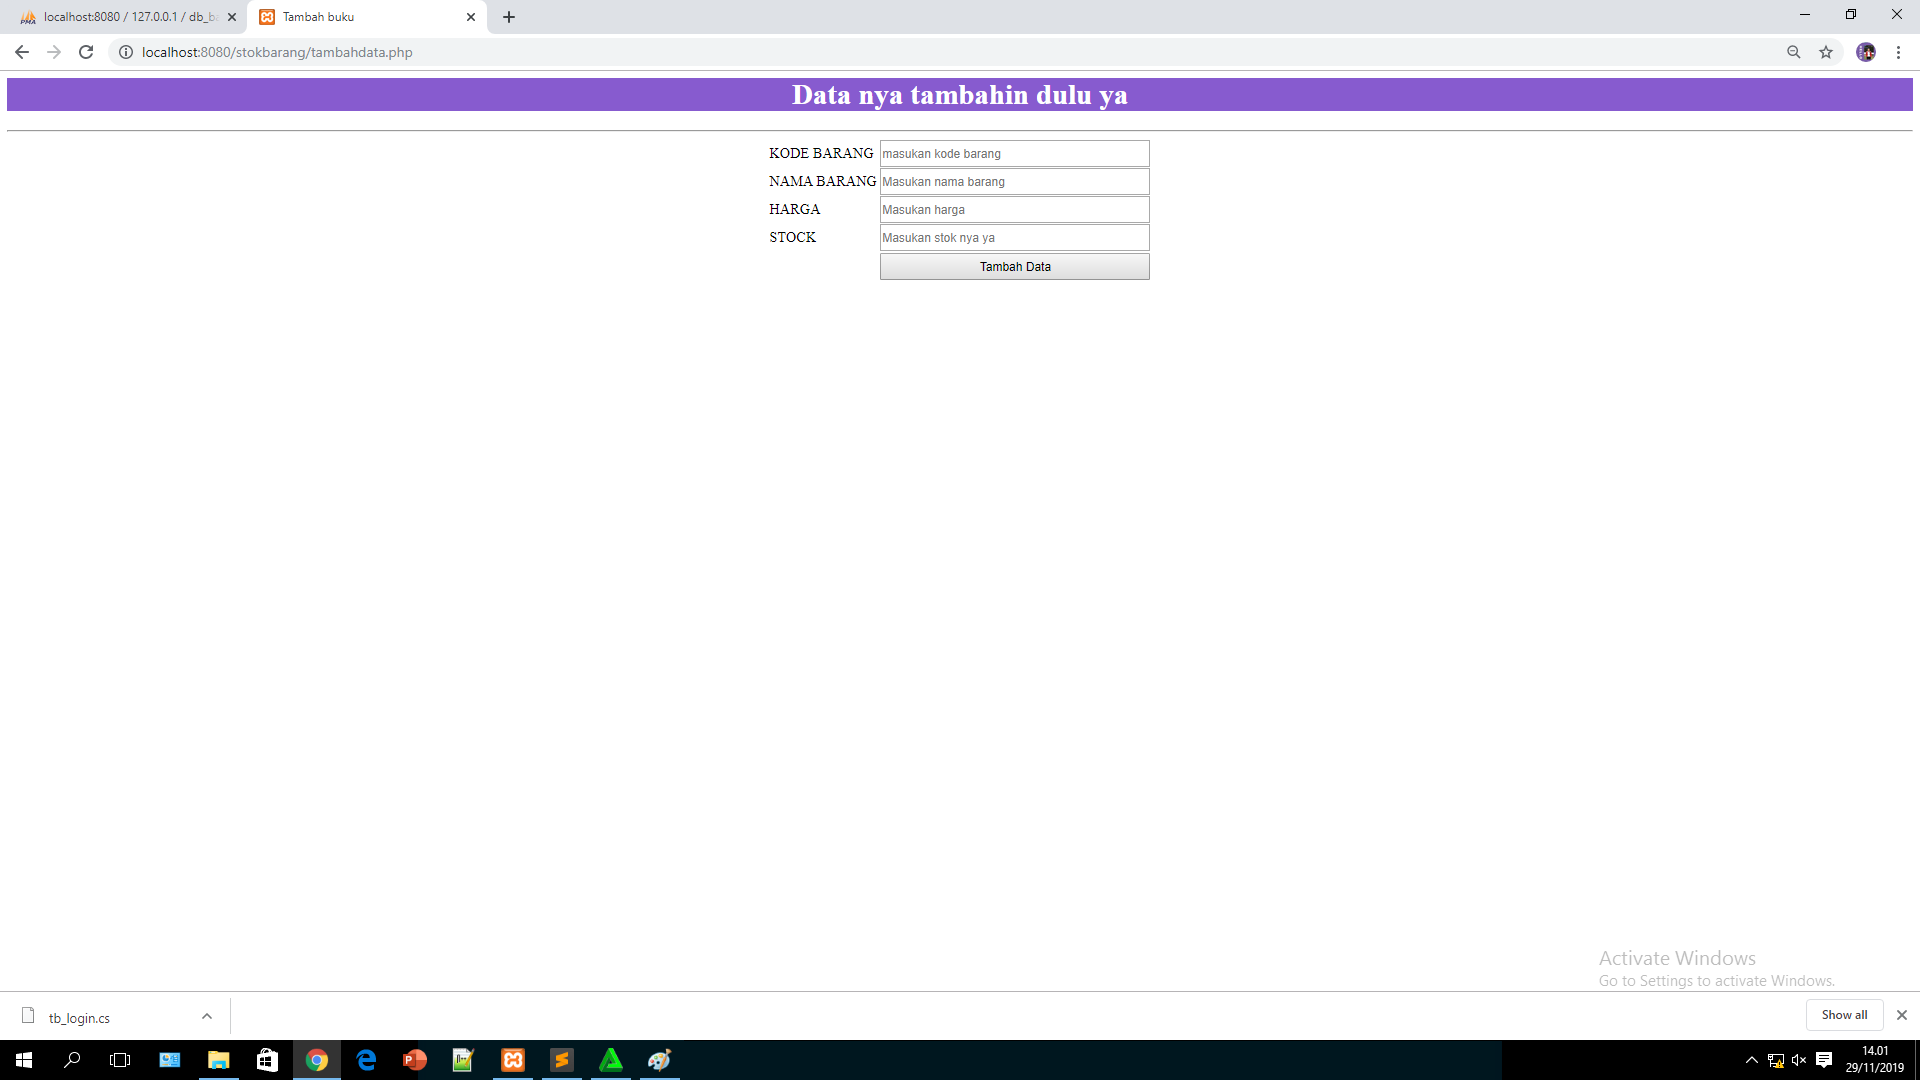 localhost:8080 / 127.0.0.1 / db_ba
Tambah buku
localhost:8080/stokbarang/tambahdata.php
Data nya tambahin dulu ya
KODE BARANG masukan kode barang
NAMA BARANG Masukan nama barang
HARGA Masukan harga
STOCK Masukan stok nya ya
Tambah Data
Activate Windows
Go to Settings to activate Windows.
tb_login.cs
Show all
14.01
29/11/2019